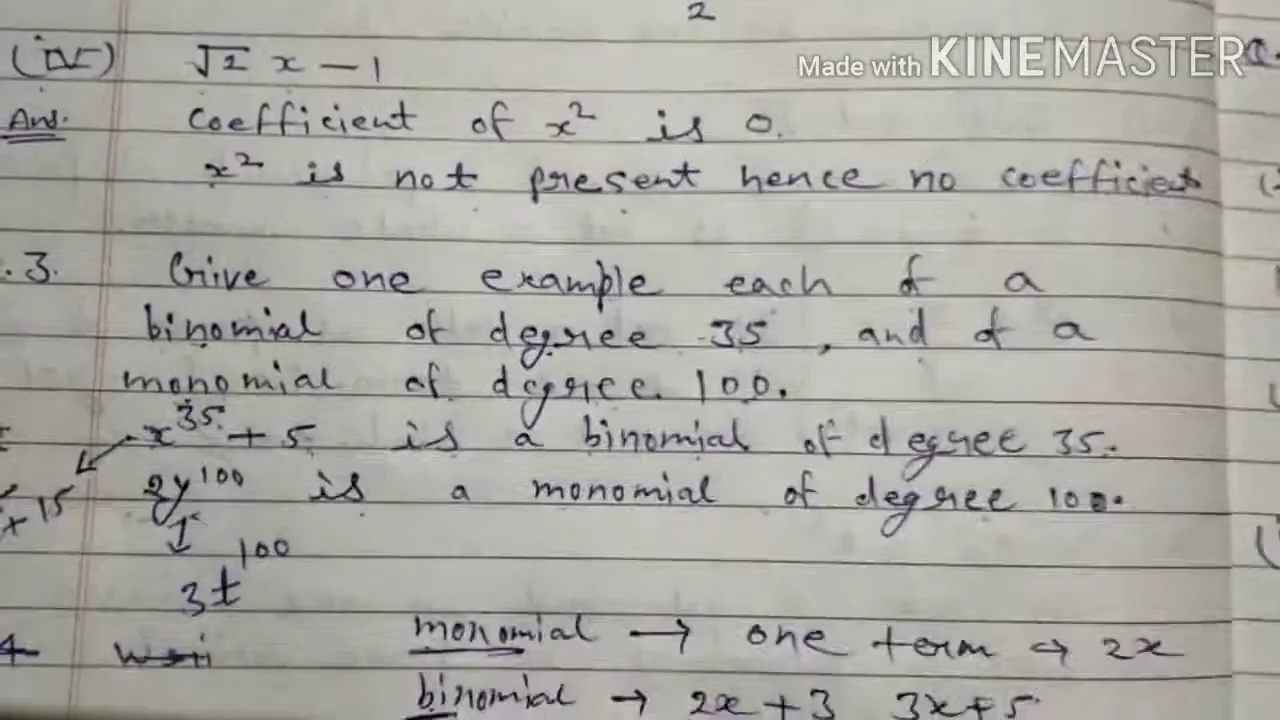 2
(iv) √2 x - 1
Made with KINEMASTER
Ans. Coefficient of x² is 0.
x² is not present hence no coefficient
.3. Give one example each of a
binomial of degree 35, and of a
monomial of degree 100.
x³⁵ + 5 is a binomial of degree 35.
2y¹⁰⁰ is a monomial of degree 100.
+ 15
3t¹⁰⁰
monomial → one term → 2x
4
binomial → 2x+3 3x+5